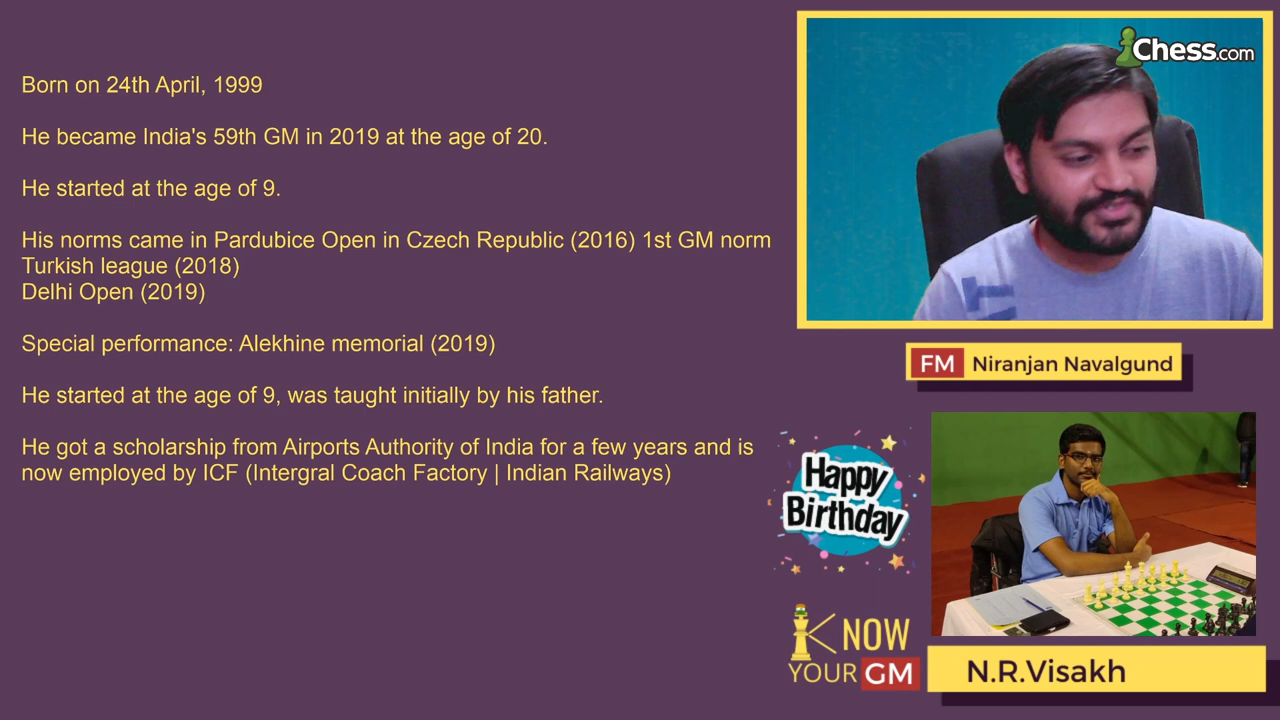 Born on 24th April, 1999
He became India's 59th GM in 2019 at the age of 20.
He started at the age of 9.
His norms came in Pardubice Open in Czech Republic (2016) 1st GM norm
Turkish league (2018)
Delhi Open (2019)
Special performance: Alekhine memorial (2019)
He started at the age of 9, was taught initially by his father.
He got a scholarship from Airports Authority of India for a few years and is
now employed by ICF (Intergral Coach Factory | Indian Railways)
Chess.com
FM Niranjan Navalgund
Happy
Birthday
KNOW
YOUR GM
N.R.Visakh